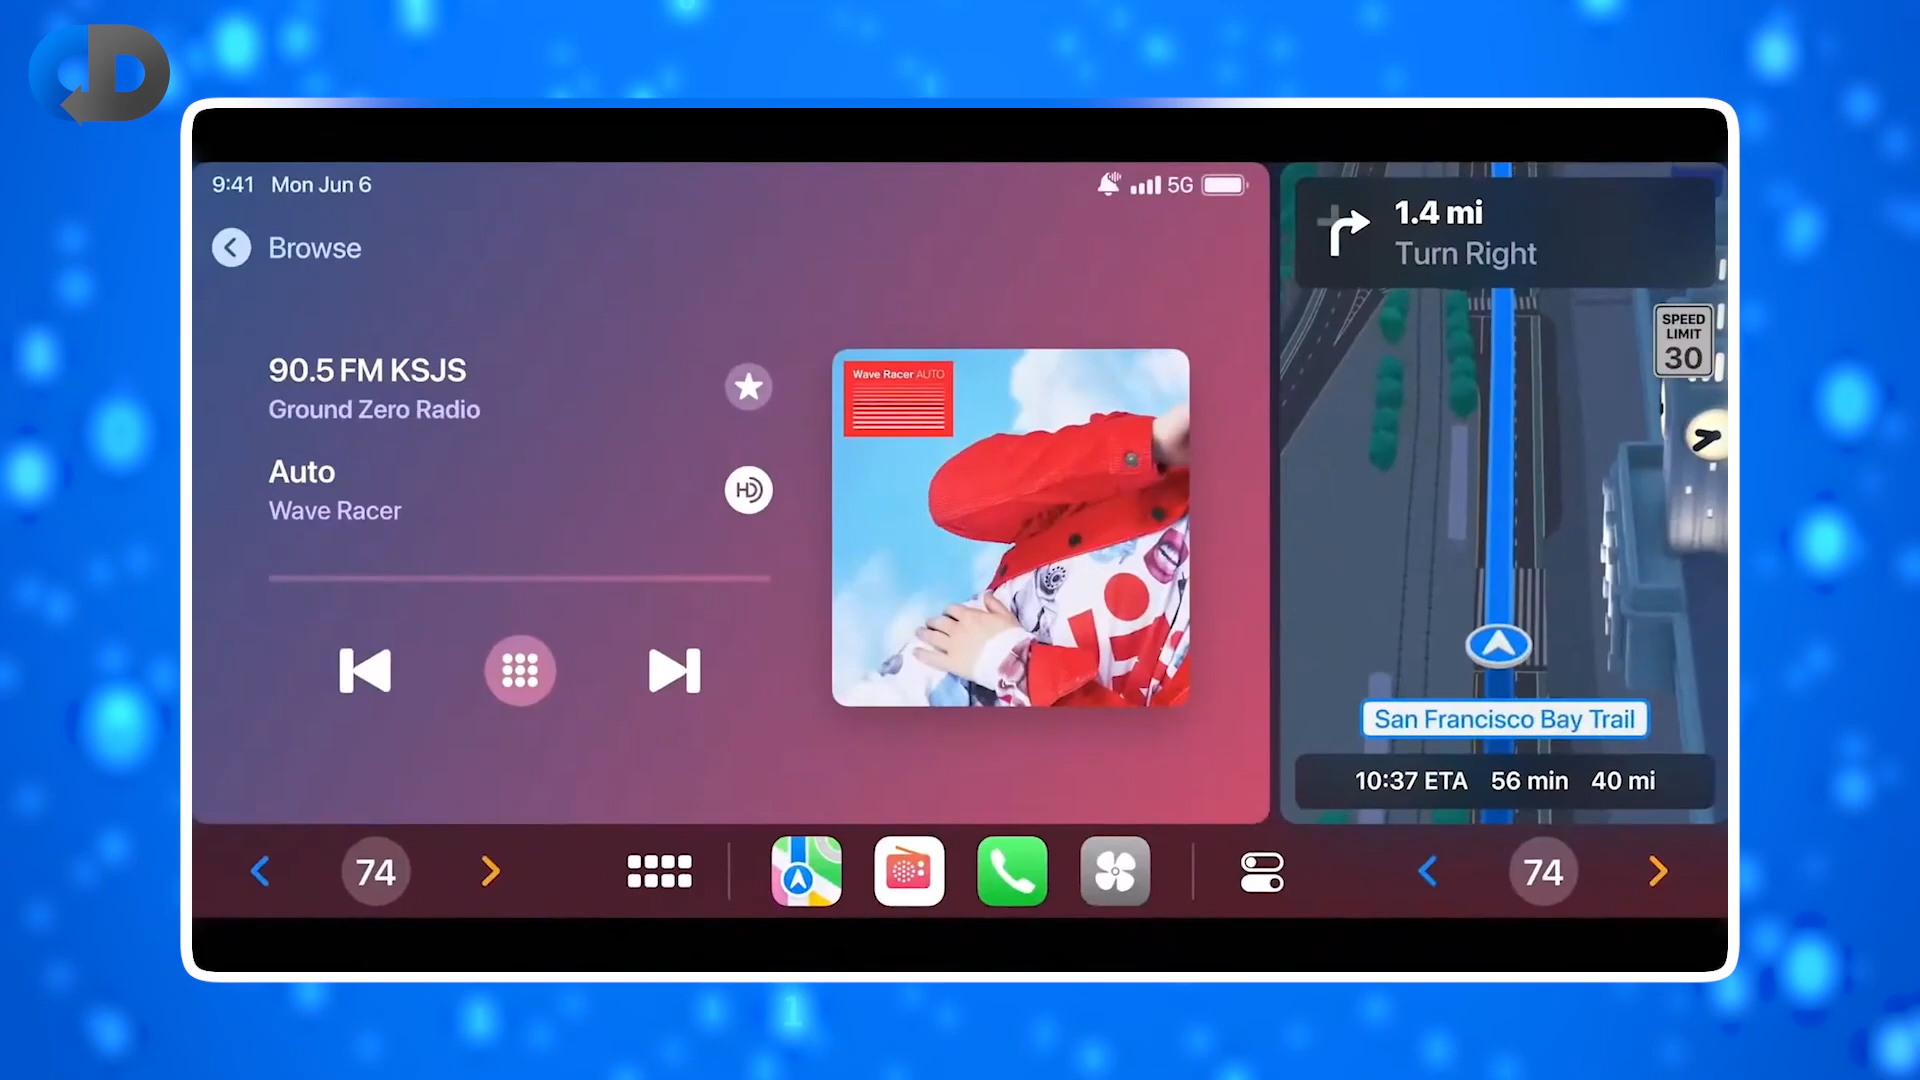 9:41 Mon Jun 6
5G
Browse
90.5 FM KSJS
Ground Zero Radio
Auto
Wave Racer
HD
Wave Racer AUTO
1.4 mi
Turn Right
SPEED
LIMIT
30
San Francisco Bay Trail
10:37 ETA 56 min 40 mi
74
74